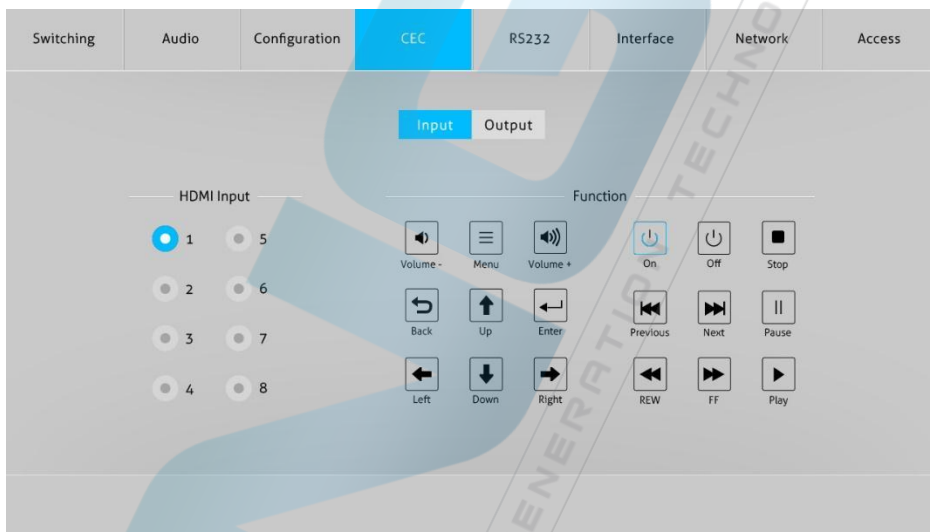 Switching Audio Configuration CEC RS232 Interface Network Access
Input Output
HDMI Input
1 5
2 6
3 7
4 8
Function
Volume - Menu Volume + On Off Stop
Back Up Enter Previous Next Pause
Left Down Right REW FF Play
ENERATION TECHNO